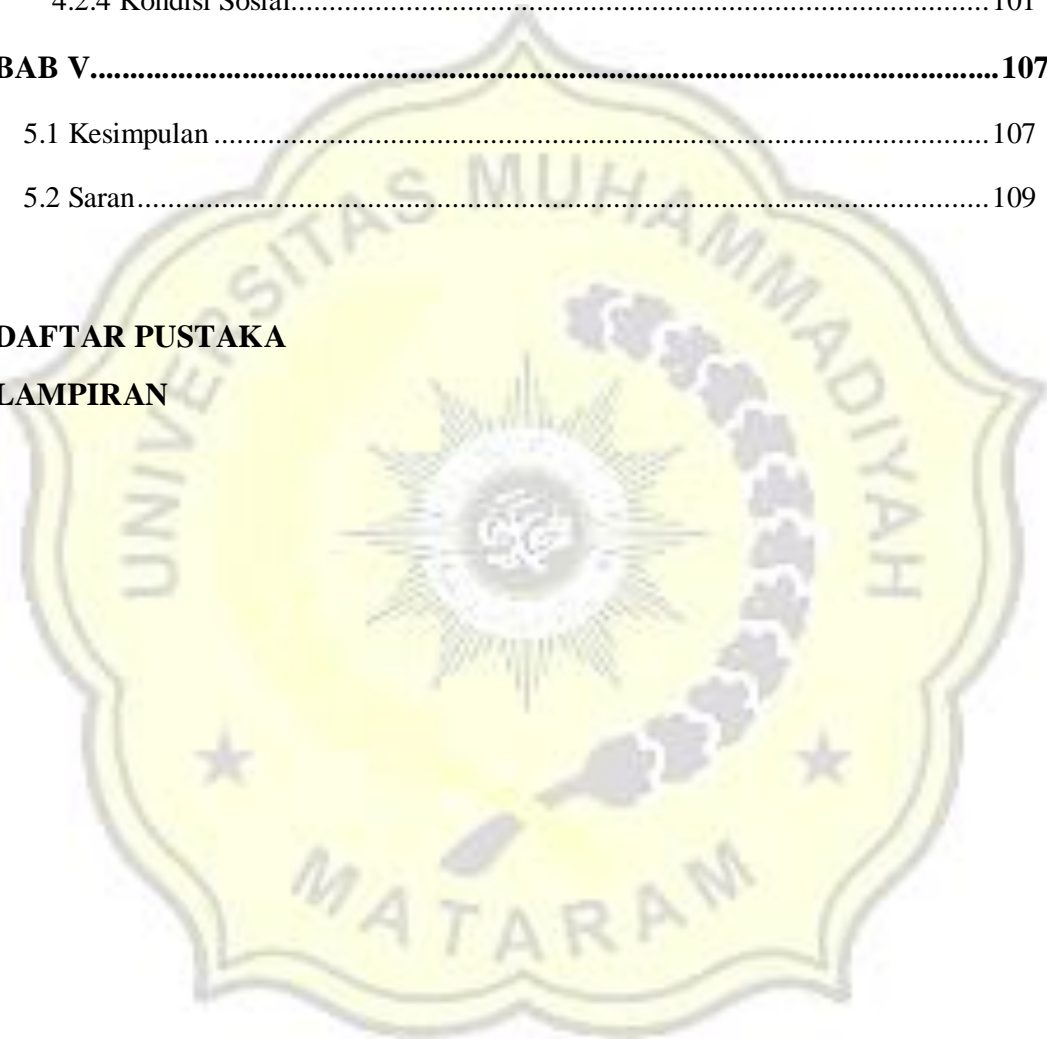 4.2.4 Kondisi Sosial........................................................................................101
BAB V....................................................................................................................107
5.1 Kesimpulan ......................................................................................................107
5.2 Saran................................................................................................................109
DAFTAR PUSTAKA
LAMPIRAN
UNIVERSITAS MUHAMMADIYAH
MATARAM